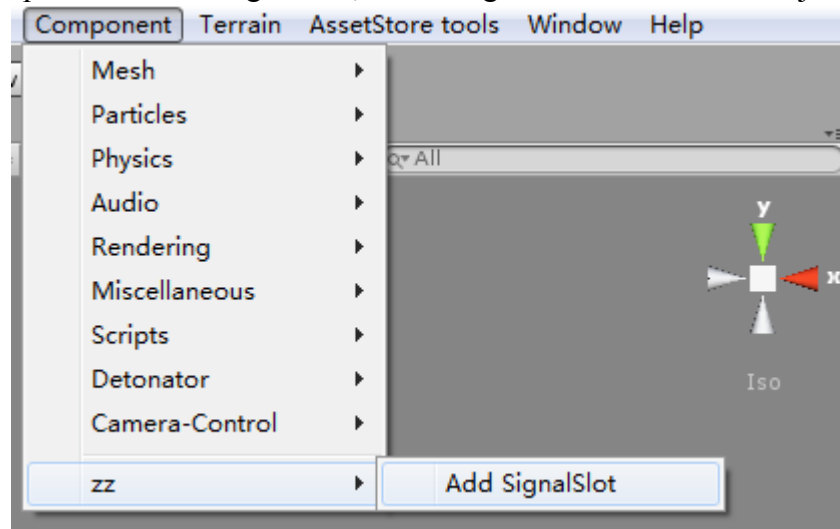 Component Terrain AssetStore tools Window Help
Mesh
Particles
Physics
All
Audio
y
Rendering
x
Miscellaneous
Scripts
Detonator
Iso
Camera-Control
zz
Add SignalSlot